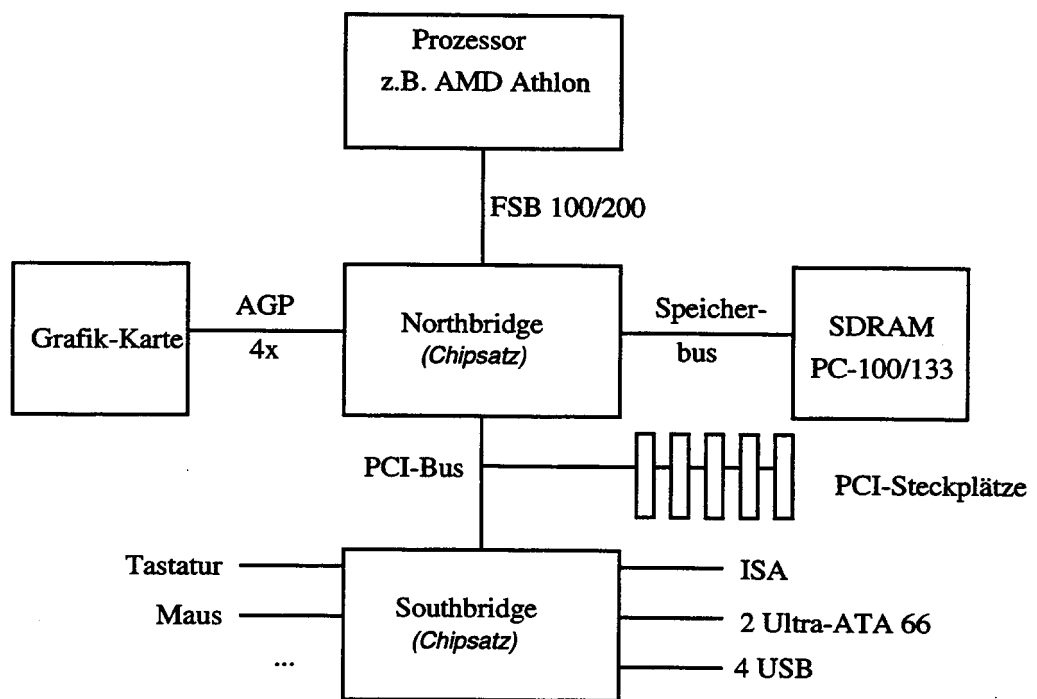 Prozessor
z.B. AMD Athlon
FSB 100/200
Grafik-Karte
AGP
4x
Northbridge
(Chipsatz)
Speicher-
bus
SDRAM
PC-100/133
PCI-Bus
PCI-Steckplätze
Tastatur
Maus
...
Southbridge
(Chipsatz)
ISA
2 Ultra-ATA 66
4 USB